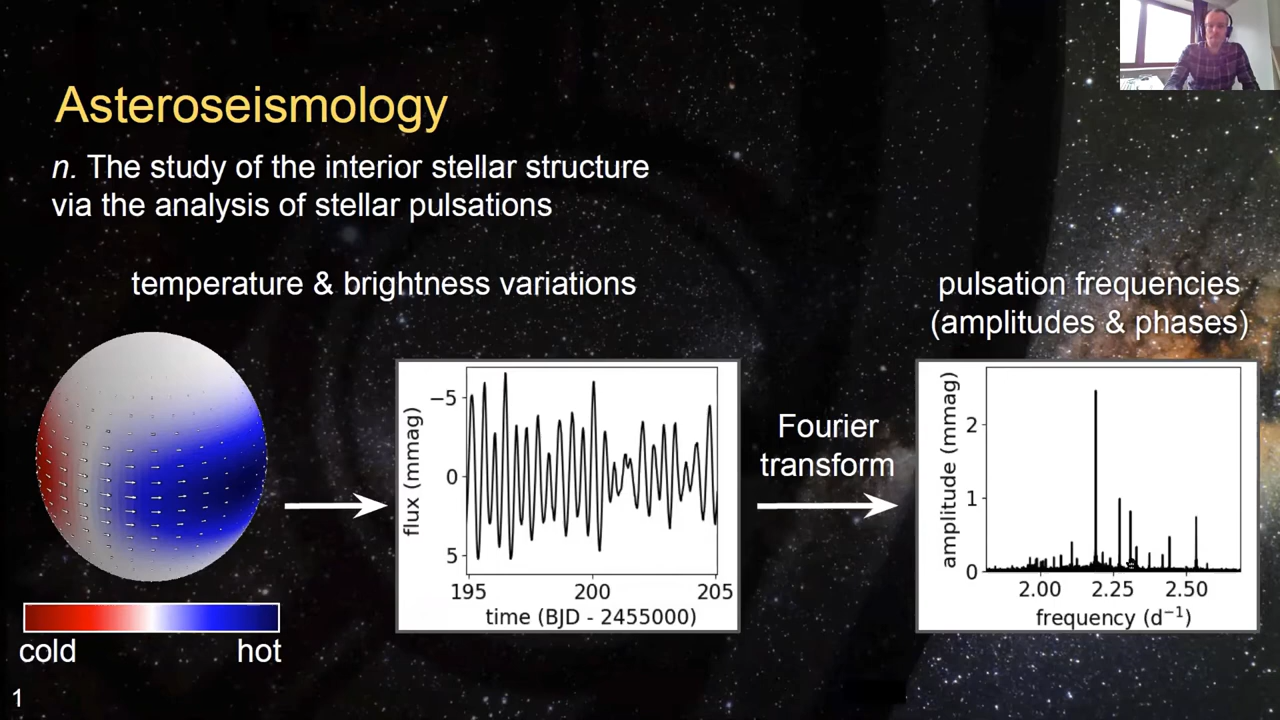 Asteroseismology
n. The study of the interior stellar structure
via the analysis of stellar pulsations
temperature & brightness variations
pulsation frequencies
(amplitudes & phases)
cold
hot
flux (mmag)
−5
0
5
195
200
205
time (BJD - 2455000)
Fourier
transform
amplitude (mmag)
2
1
0
2.00
2.25
2.50
frequency (d⁻¹)
1